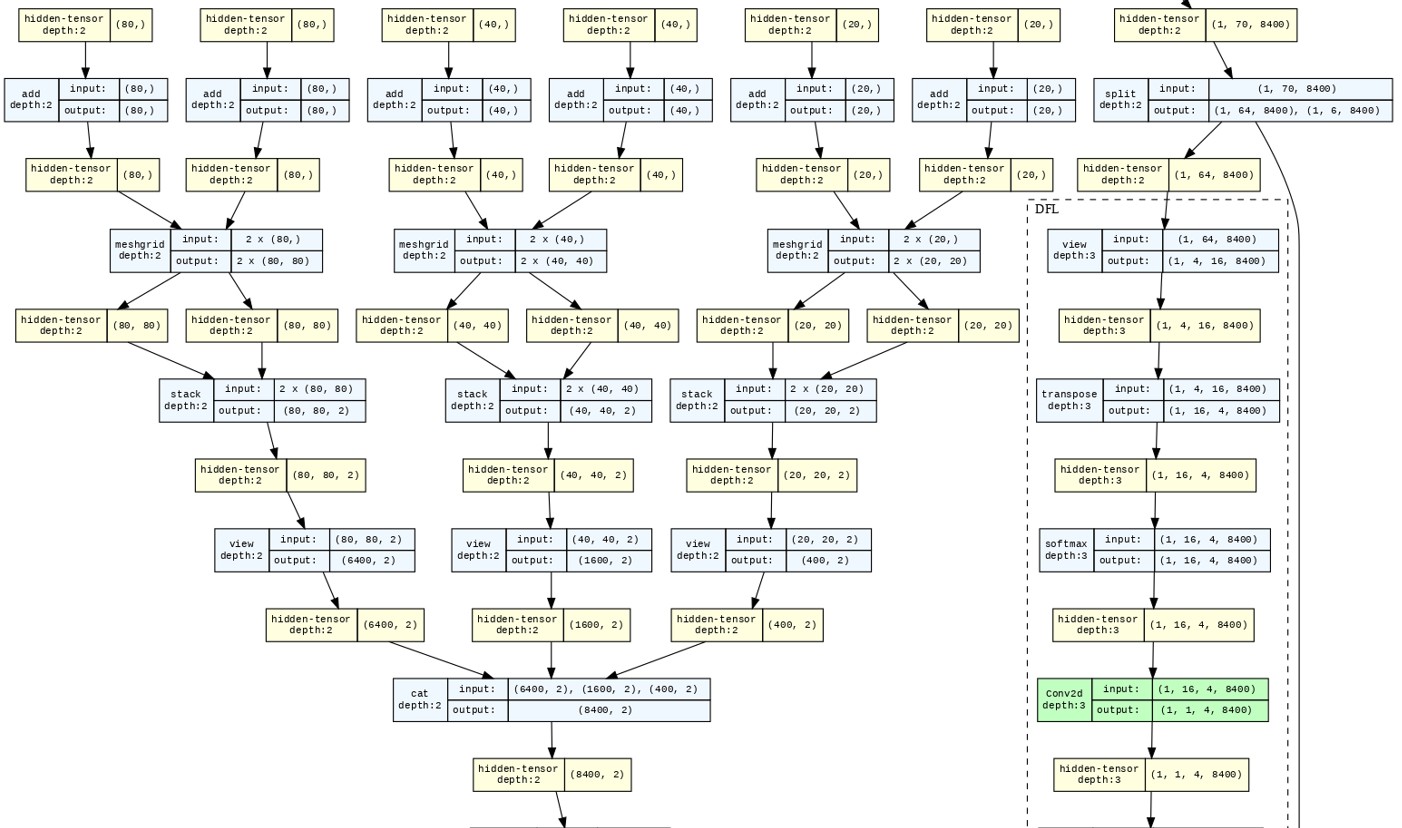 hidden-tensor
depth:2
(80,)
hidden-tensor
depth:2
(80,)
hidden-tensor
depth:2
(40,)
hidden-tensor
depth:2
(40,)
hidden-tensor
depth:2
(20,)
hidden-tensor
depth:2
(20,)
hidden-tensor
depth:2
(1, 70, 8400)
add
depth:2
input:
(80,)
output:
(80,)
add
depth:2
input:
(80,)
output:
(80,)
add
depth:2
input:
(40,)
output:
(40,)
add
depth:2
input:
(40,)
output:
(40,)
add
depth:2
input:
(20,)
output:
(20,)
add
depth:2
input:
(20,)
output:
(20,)
split
depth:2
input:
(1, 70, 8400)
output:
(1, 64, 8400), (1, 6, 8400)
hidden-tensor
depth:2
(80,)
hidden-tensor
depth:2
(80,)
hidden-tensor
depth:2
(40,)
hidden-tensor
depth:2
(40,)
hidden-tensor
depth:2
(20,)
hidden-tensor
depth:2
(20,)
hidden-tensor
depth:2
(1, 64, 8400)
DFL
meshgrid
depth:2
input:
2 x (80,)
output:
2 x (80, 80)
meshgrid
depth:2
input:
2 x (40,)
output:
2 x (40, 40)
meshgrid
depth:2
input:
2 x (20,)
output:
2 x (20, 20)
view
depth:3
input:
(1, 64, 8400)
output:
(1, 4, 16, 8400)
hidden-tensor
depth:2
(80, 80)
hidden-tensor
depth:2
(80, 80)
hidden-tensor
depth:2
(40, 40)
hidden-tensor
depth:2
(40, 40)
hidden-tensor
depth:2
(20, 20)
hidden-tensor
depth:2
(20, 20)
hidden-tensor
depth:3
(1, 4, 16, 8400)
stack
depth:2
input:
2 x (80, 80)
output:
(80, 80, 2)
stack
depth:2
input:
2 x (40, 40)
output:
(40, 40, 2)
stack
depth:2
input:
2 x (20, 20)
output:
(20, 20, 2)
transpose
depth:3
input:
(1, 4, 16, 8400)
output:
(1, 16, 4, 8400)
hidden-tensor
depth:2
(80, 80, 2)
hidden-tensor
depth:2
(40, 40, 2)
hidden-tensor
depth:2
(20, 20, 2)
hidden-tensor
depth:3
(1, 16, 4, 8400)
view
depth:2
input:
(80, 80, 2)
output:
(6400, 2)
view
depth:2
input:
(40, 40, 2)
output:
(1600, 2)
view
depth:2
input:
(20, 20, 2)
output:
(400, 2)
softmax
depth:3
input:
(1, 16, 4, 8400)
output:
(1, 16, 4, 8400)
hidden-tensor
depth:2
(6400, 2)
hidden-tensor
depth:2
(1600, 2)
hidden-tensor
depth:2
(400, 2)
hidden-tensor
depth:3
(1, 16, 4, 8400)
cat
depth:2
input:
(6400, 2), (1600, 2), (400, 2)
output:
(8400, 2)
Conv2d
depth:3
input:
(1, 16, 4, 8400)
output:
(1, 1, 4, 8400)
hidden-tensor
depth:2
(8400, 2)
hidden-tensor
depth:3
(1, 1, 4, 8400)